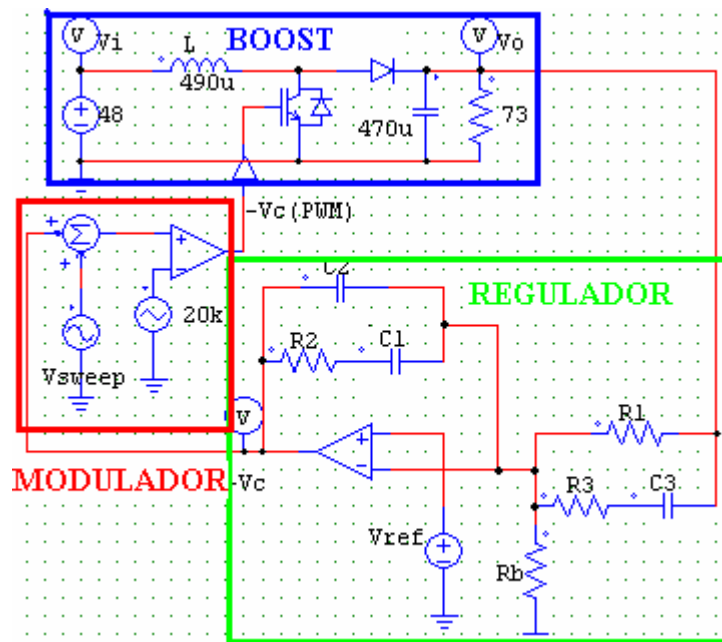 V Vi
L
BOOST
V Vo
490u
48
470u
73
-Vc(PWM)
Σ
20k
Vsweep
C2
REGULADOR
R2
C1
V
R1
MODULADOR
-Vc
R3
C3
Vref
Rb